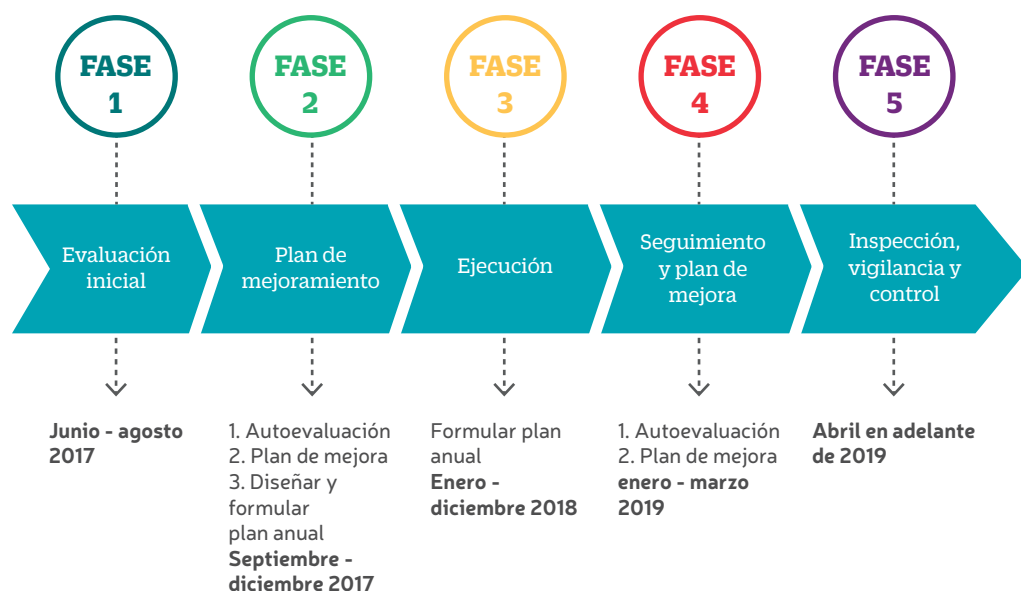 FASE
1
FASE
2
FASE
3
FASE
4
FASE
5
Evaluación
inicial
Plan de
mejoramiento
Ejecución
Seguimiento
y plan de
mejora
Inspección,
vigilancia y
control
Junio - agosto
2017
1. Autoevaluación
2. Plan de mejora
3. Diseñar y
formular
plan anual
Septiembre -
diciembre 2017
Formular plan
anual
Enero -
diciembre 2018
1. Autoevaluación
2. Plan de mejora
enero - marzo
2019
Abril en adelante
de 2019